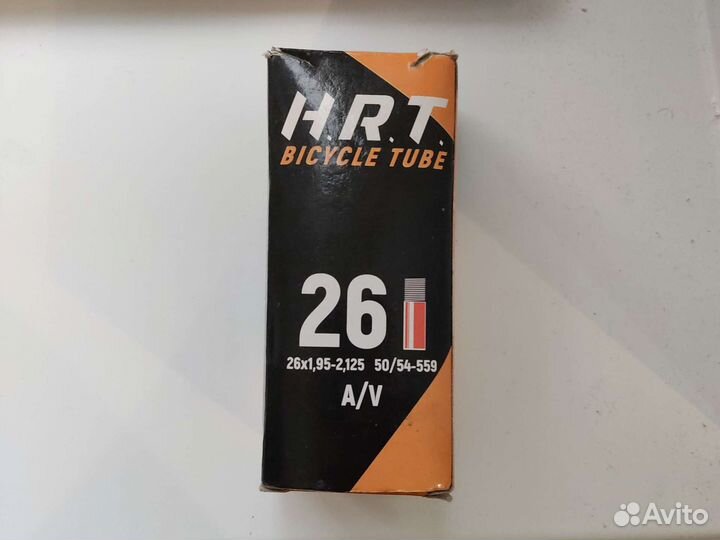 H.R.T.
BICYCLE TUBE
26
26x1,95-2,125 50/54-559
A/V
Avito